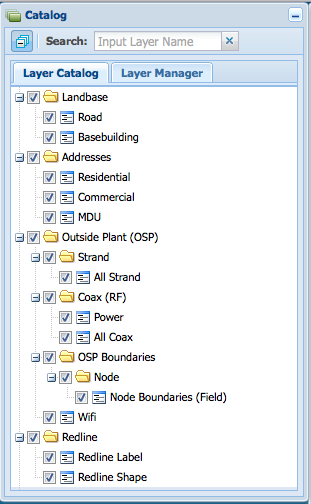 Catalog
Search: Input Layer Name
Layer Catalog Layer Manager
Landbase
Road
Basebuilding
Addresses
Residential
Commercial
MDU
Outside Plant (OSP)
Strand
All Strand
Coax (RF)
Power
All Coax
OSP Boundaries
Node
Node Boundaries (Field)
Wifi
Redline
Redline Label
Redline Shape